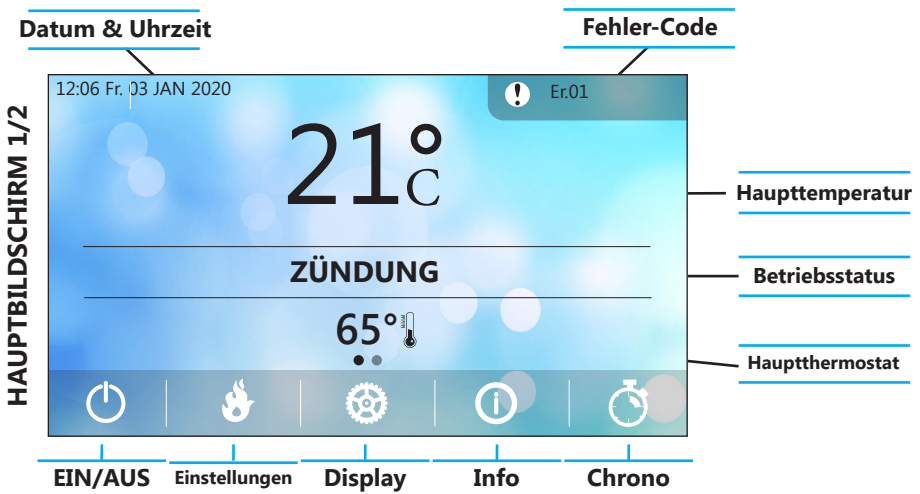 Datum & Uhrzeit
Fehler-Code
HAUPTBILDSCHIRM 1/2
12:06 Fr. 03 JAN 2020
Er.01
21°C
Haupttemperatur
ZÜNDUNG
Betriebsstatus
65°
Hauptthermostat
EIN/AUS
Einstellungen
Display
Info
Chrono